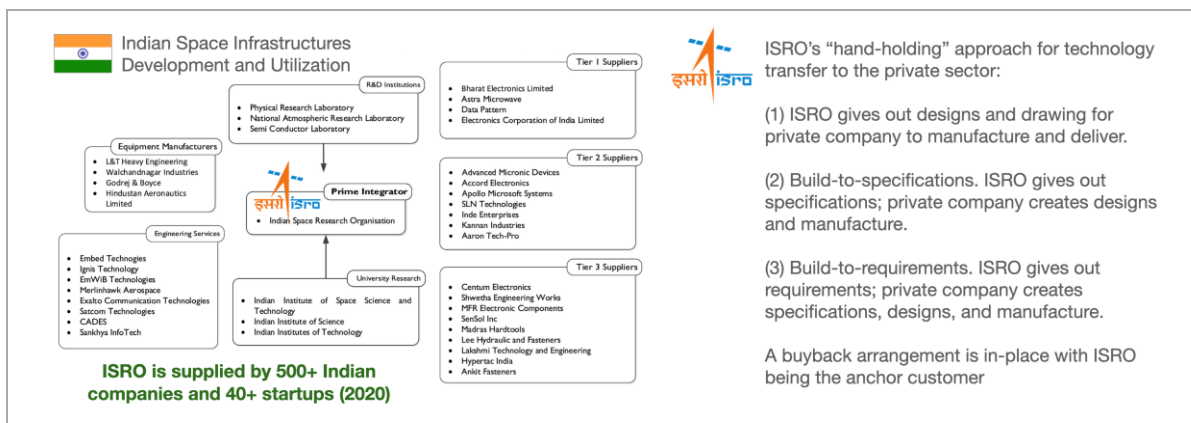 Indian Space Infrastructures
Development and Utilization
R&D Institutions
Physical Research Laboratory
National Atmospheric Research Laboratory
Semi Conductor Laboratory
Equipment Manufacturers
L&T Heavy Engineering
Walchandnagar Industries
Godrej & Boyce
Hindustan Aeronautics
Limited
Prime Integrator
इसरो isro
Indian Space Research Organisation
Engineering Services
Embed Technogies
Ignis Technology
EmWiB Technologies
Merlinhawk Aerospace
Exalto Communication Technologies
Satcom Technologies
CADES
Sankhya InfoTech
University Research
Indian Institute of Space Science and
Technology
Indian Institute of Science
Indian Institutes of Technology
ISRO is supplied by 500+ Indian
companies and 40+ startups (2020)
Tier 1 Suppliers
Bharat Electronics Limited
Astra Microwave
Data Pattern
Electronics Corporation of India Limited
Tier 2 Suppliers
Advanced Micronic Devices
Accord Electronics
Apollo Microsoft Systems
SLN Technologies
Inde Enterprises
Kannan Industries
Aaron Tech-Pro
Tier 3 Suppliers
Centum Electronics
Shwetha Engineering Works
MFR Electronic Components
SenSol Inc
Madras Hardtools
Lee Hydraulic and Fasteners
Lakshmi Technology and Engineering
Hypertac India
Ankit Fasteners
इसरो isro
ISRO's “hand-holding” approach for technology
transfer to the private sector:
(1) ISRO gives out designs and drawing for
private company to manufacture and deliver.
(2) Build-to-specifications. ISRO gives out
specifications; private company creates designs
and manufacture.
(3) Build-to-requirements. ISRO gives out
requirements; private company creates
specifications, designs, and manufacture.
A buyback arrangement is in-place with ISRO
being the anchor customer